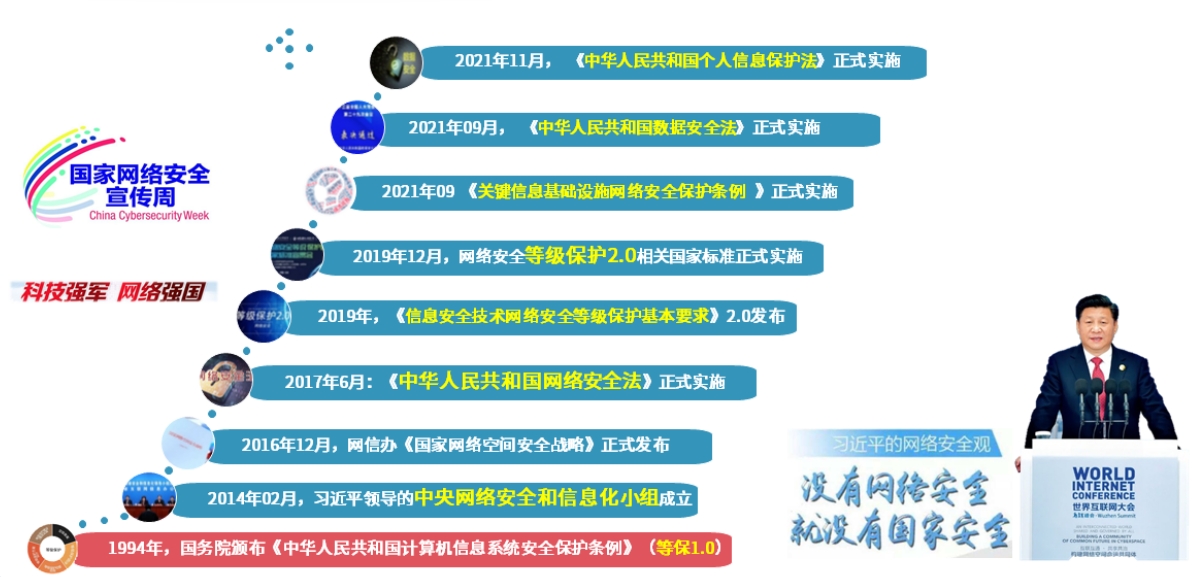 2021年11月，《中华人民共和国个人信息保护法》正式实施
2021年09月，《中华人民共和国数据安全法》正式实施
表决通过
国家网络安全
宣传周
China Cybersecurity Week
2021年09 《关键信息基础设施网络安全保护条例 》正式实施
2019年12月，网络安全等级保护2.0相关国家标准正式实施
科技强军 网络强国
等级保护2.0
2019年，《信息安全技术网络安全等级保护基本要求》2.0发布
2017年6月：《中华人民共和国网络安全法》正式实施
2016年12月，网信办《国家网络空间安全战略》正式发布
2014年02月，习近平领导的中央网络安全和信息化小组成立
等级保护
1994年，国务院颁布《中华人民共和国计算机信息系统安全保护条例》（等保1.0）
习近平的网络安全观
没有网络安全
就没有国家安全
WORLD
INTERNET
CONFERENCE
世界互联网大会
BUILDING A COMMUNITY
OF COMMON FUTURE IN CYBERSPACE